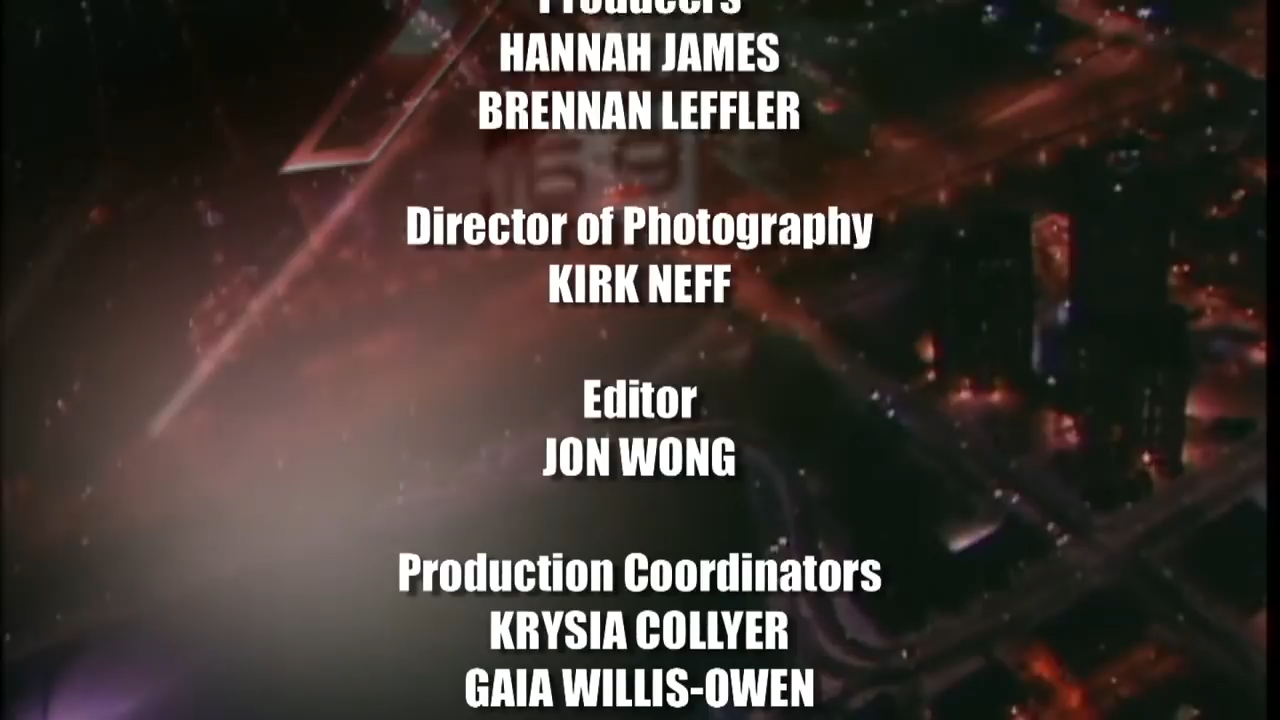 Producers
HANNAH JAMES
BRENNAN LEFFLER
Director of Photography
KIRK NEFF
Editor
JON WONG
Production Coordinators
KRYSIA COLLYER
GAIA WILLIS-OWEN